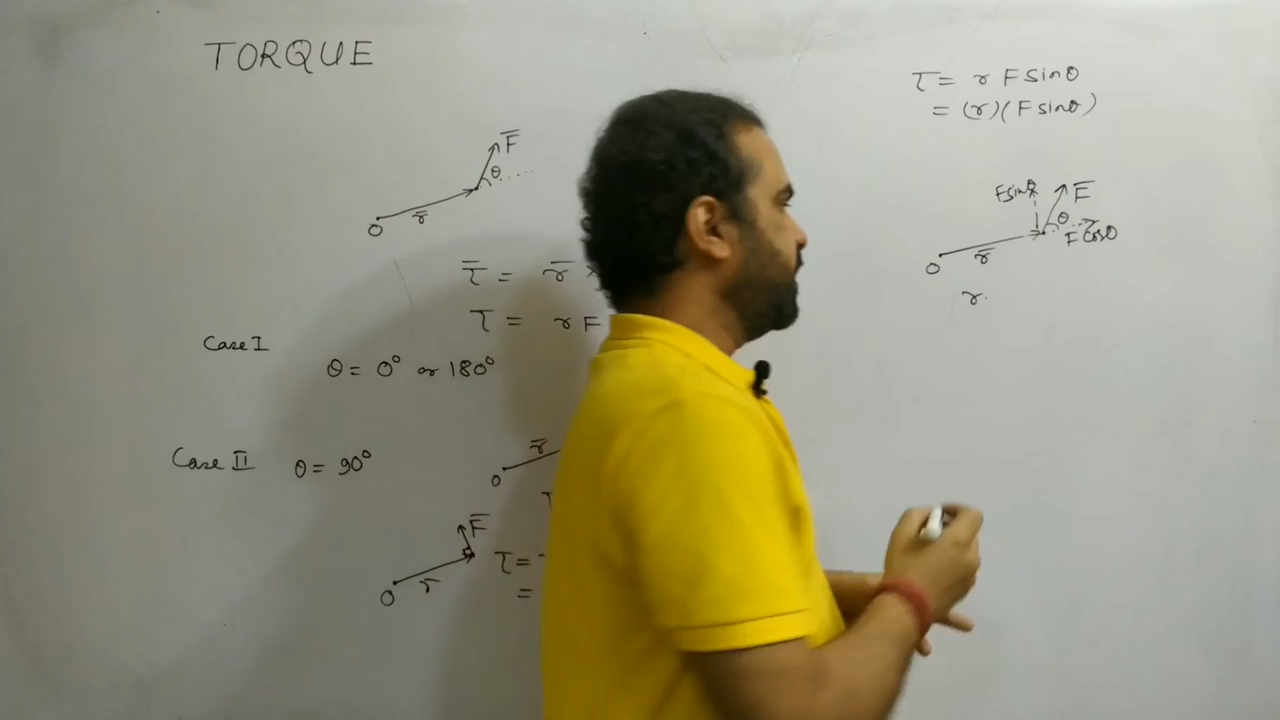 TORQUE
F̅
θ
r̅
O
τ̅ = r̅ ×
τ = r F
Case I
θ = 0° or 180°
Case II θ = 90°
r̅
O
F̅
r̅
O
τ =
=
τ = r F sinθ
= (r)(F sinθ)
F sinθ
F̅
θ
F cosθ
r̅
O
r.